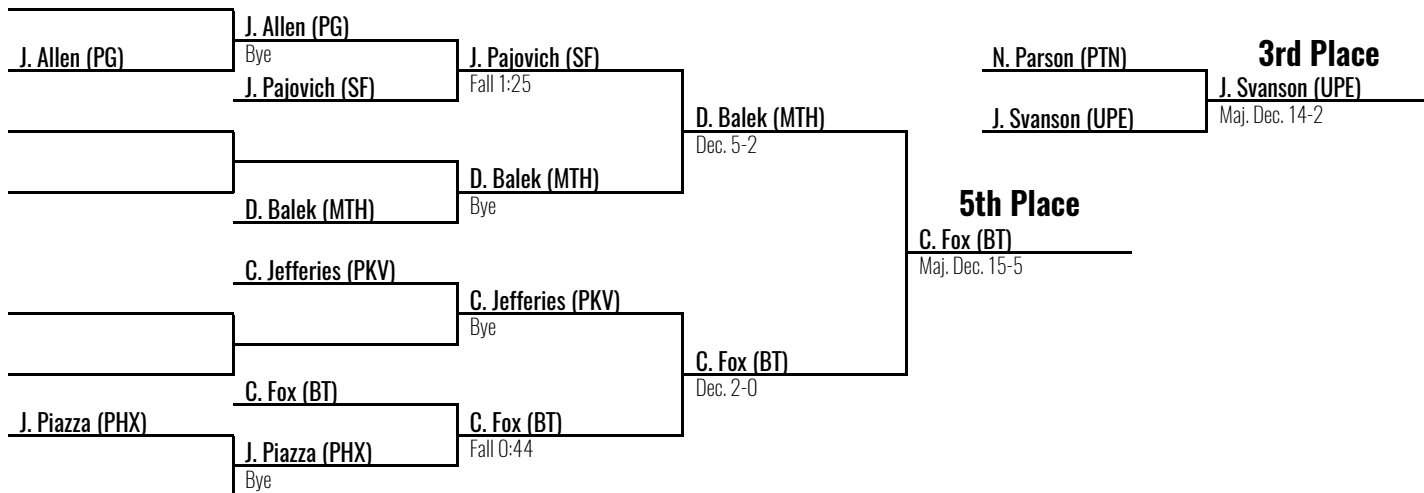 J. Allen (PG)
J. Allen (PG)
Bye
J. Pajovich (SF)
J. Pajovich (SF)
Fall 1:25
D. Balek (MTH)
D. Balek (MTH)
Bye
D. Balek (MTH)
Dec. 5-2
C. Jefferies (PKV)
C. Jefferies (PKV)
Bye
C. Fox (BT)
J. Piazza (PHX)
J. Piazza (PHX)
Bye
C. Fox (BT)
Fall 0:44
C. Fox (BT)
Dec. 2-0
5th Place
C. Fox (BT)
Maj. Dec. 15-5
N. Parson (PTN)
J. Svanson (UPE)
3rd Place
J. Svanson (UPE)
Maj. Dec. 14-2